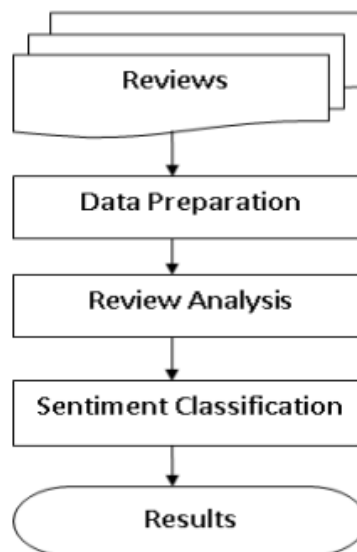 Reviews
Data Preparation
Review Analysis
Sentiment Classification
Results